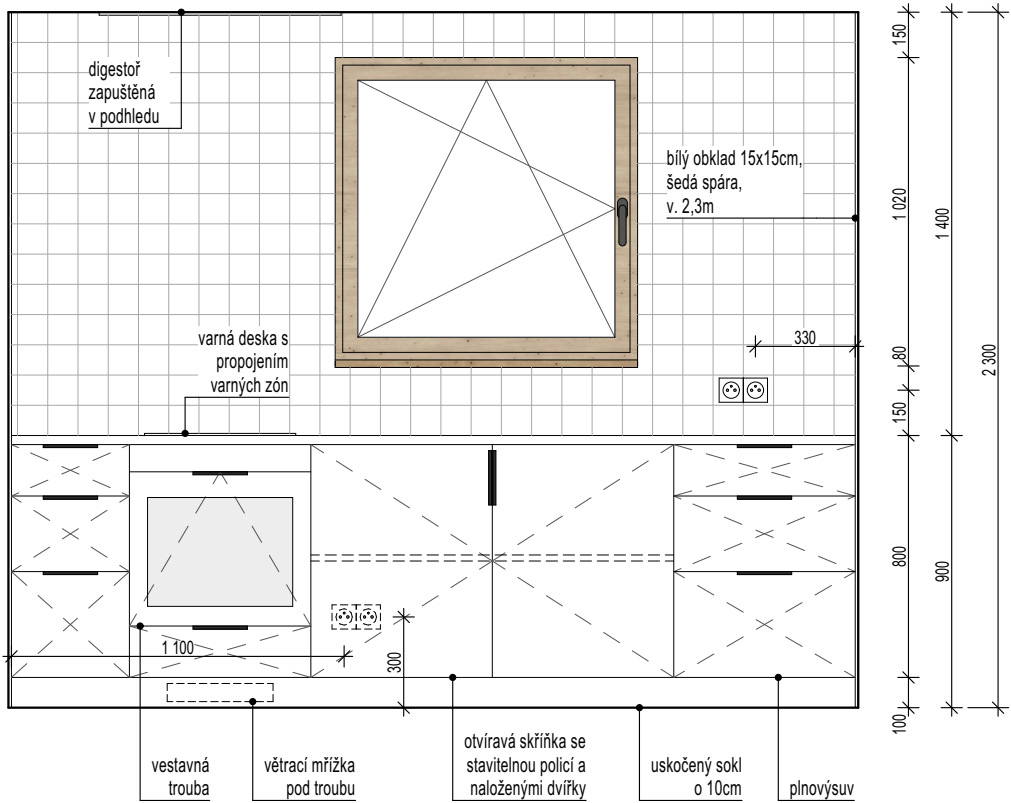 digestoř
zapuštěná
v podhledu
bílý obklad 15x15cm,
šedá spára,
v. 2,3m
varná deska s
propojením
varných zón
330
150
1 020
80
150
800
100
1 400
900
2 300
1 100
300
vestavná
trouba
větrací mřížka
pod troubu
otvíravá skříňka se
stavitelnou policí a
naloženými dvířky
uskočený sokl
o 10cm
plnovýsuv